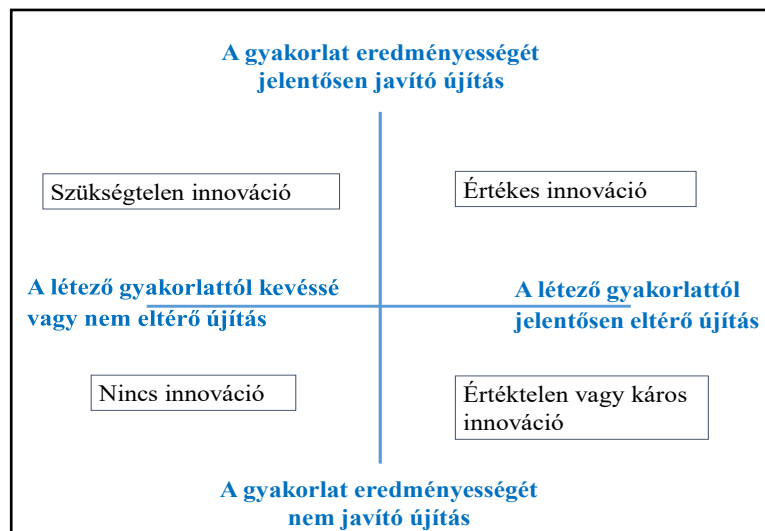 A gyakorlat eredményességét
jelentősen javító újítás
Szükségtelen innováció
Értékes innováció
A létező gyakorlattól kevéssé
vagy nem eltérő újítás
A létező gyakorlattól
jelentősen eltérő újítás
Nincs innováció
Értéktelen vagy káros
innováció
A gyakorlat eredményességét
nem javító újítás